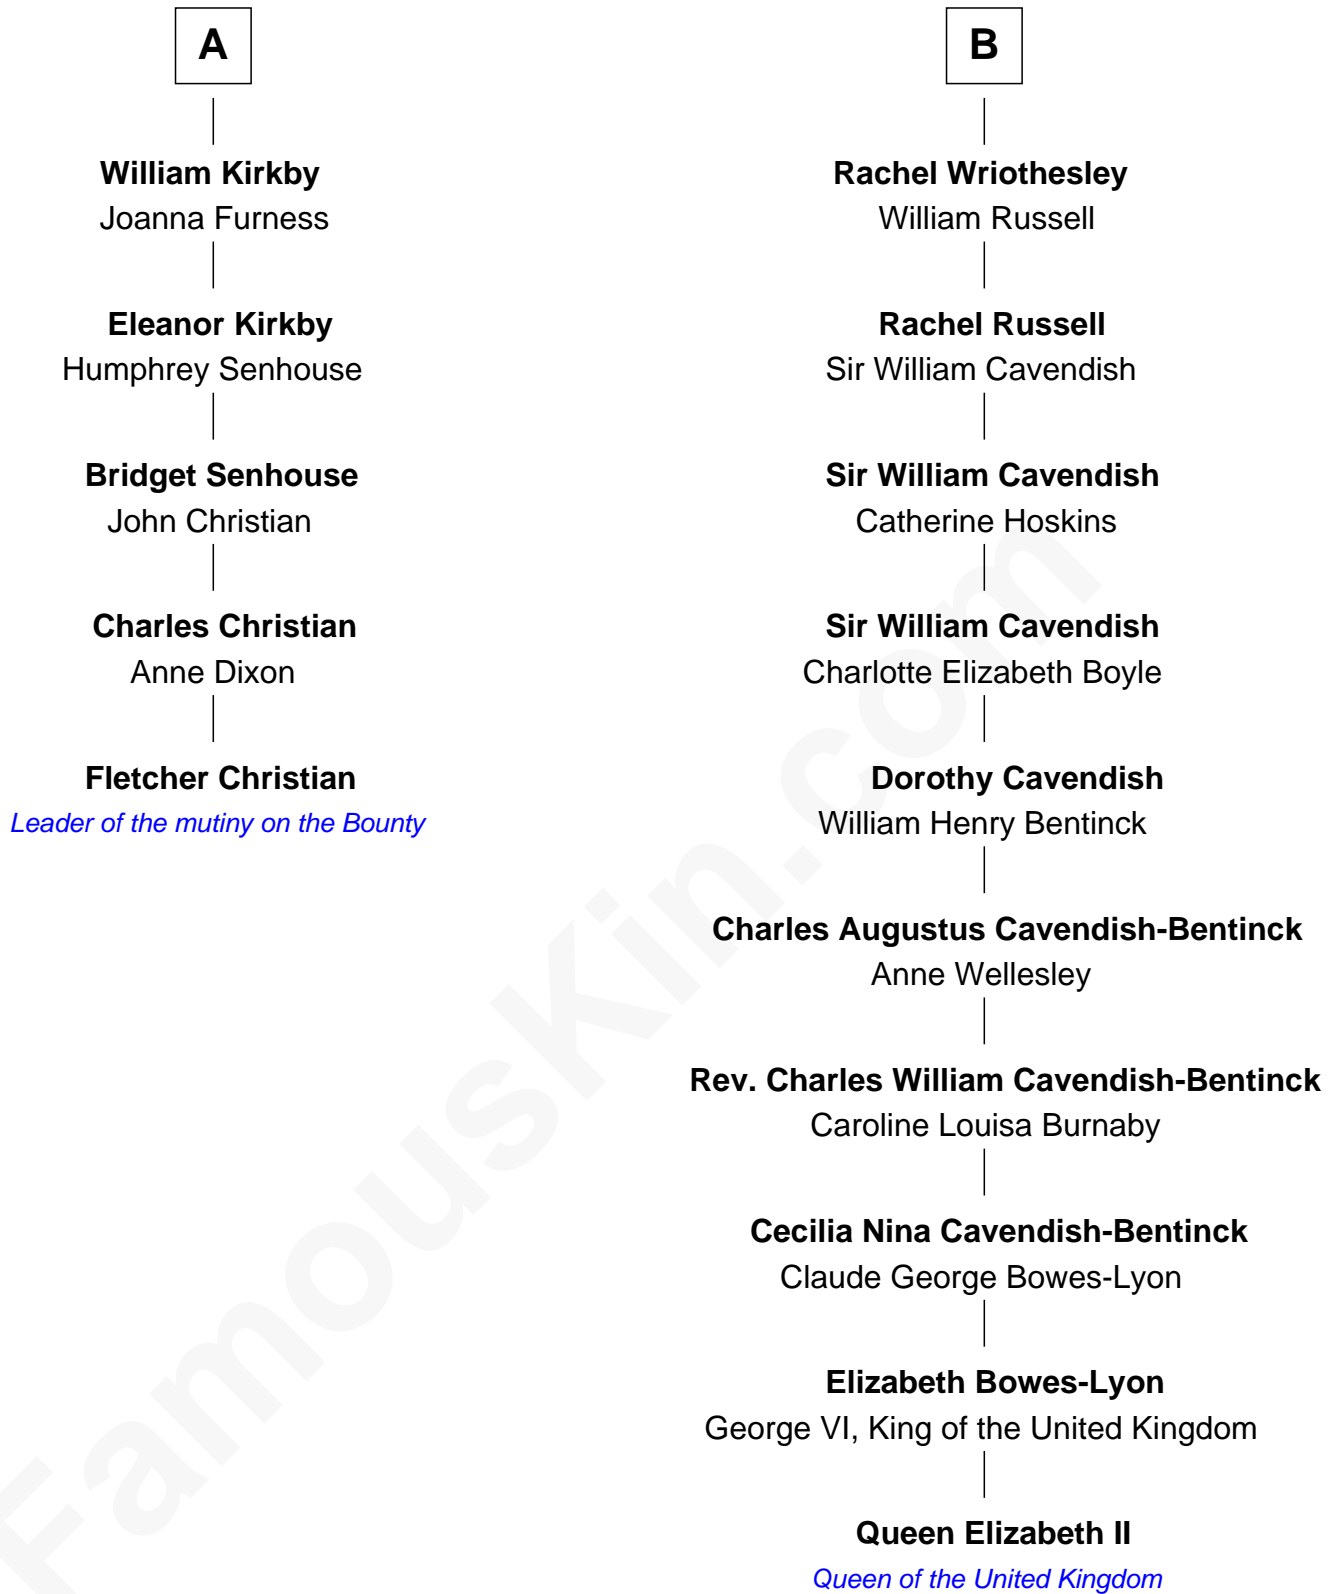 A
William Kirkby
Joanna Furness
Eleanor Kirkby
Humphrey Senhouse
Bridget Senhouse
John Christian
Charles Christian
Anne Dixon
Fletcher Christian
Leader of the mutiny on the Bounty
B
Rachel Wriothesley
William Russell
Rachel Russell
Sir William Cavendish
Sir William Cavendish
Catherine Hoskins
Sir William Cavendish
Charlotte Elizabeth Boyle
Dorothy Cavendish
William Henry Bentinck
Charles Augustus Cavendish-Bentinck
Anne Wellesley
Rev. Charles William Cavendish-Bentinck
Caroline Louisa Burnaby
Cecilia Nina Cavendish-Bentinck
Claude George Bowes-Lyon
Elizabeth Bowes-Lyon
George VI, King of the United Kingdom
Queen Elizabeth II
Queen of the United Kingdom
FamousKin.com